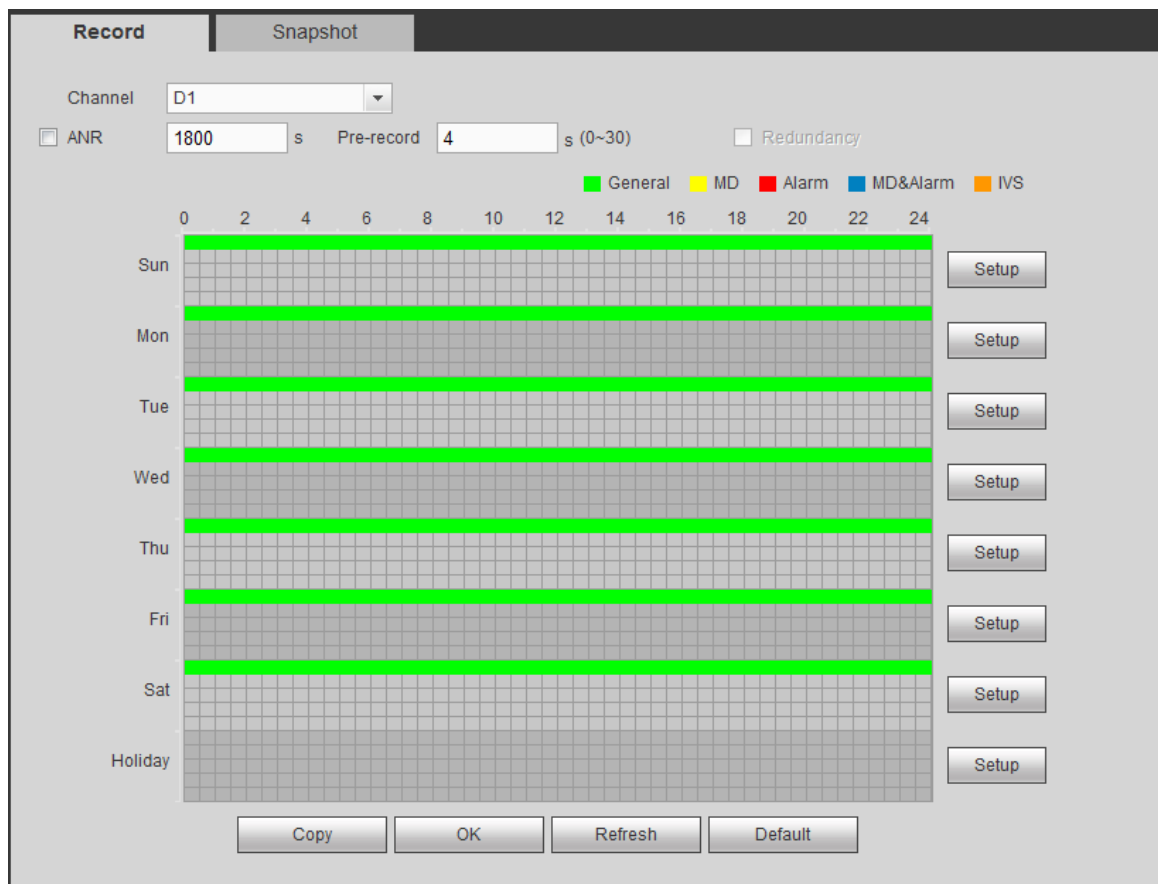 Record Snapshot
Channel D1
ANR 1800 s Pre-record 4 s (0~30) Redundancy
General MD Alarm MD&Alarm IVS
0 2 4 6 8 10 12 14 16 18 20 22 24
Sun Setup
Mon Setup
Tue Setup
Wed Setup
Thu Setup
Fri Setup
Sat Setup
Holiday Setup
Copy OK Refresh Default